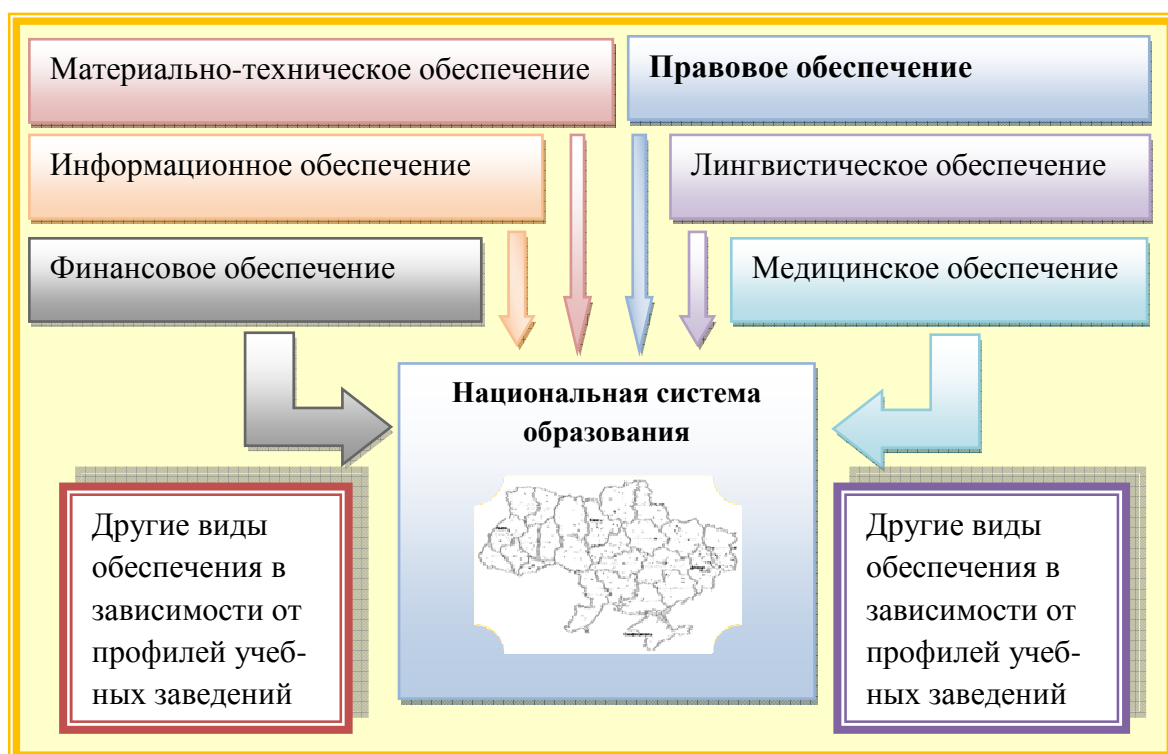 Материально-техническое обеспечение
Правовое обеспечение
Информационное обеспечение
Лингвистическое обеспечение
Финансовое обеспечение
Медицинское обеспечение
Национальная система
образования
Другие виды
обеспечения в
зависимости от
профилей учеб-
ных заведений
Другие виды
обеспечения в
зависимости от
профилей учеб-
ных заведений